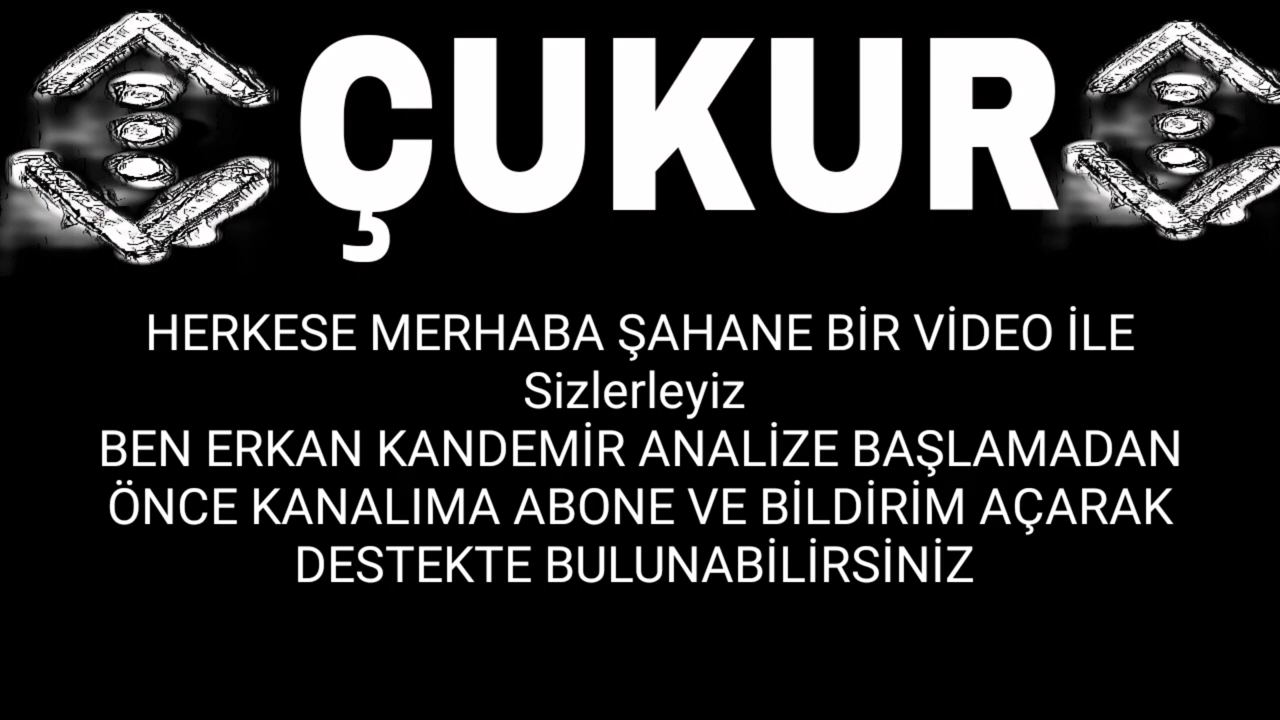 ÇUKUR
HERKESE MERHABA ŞAHANE BİR VİDEO İLE
Sizlerleyiz
BEN ERKAN KANDEMİR ANALİZE BAŞLAMADAN
ÖNCE KANALIMA ABONE VE BİLDİRİM AÇARAK
DESTEKTE BULUNABİLİRSİNİZ